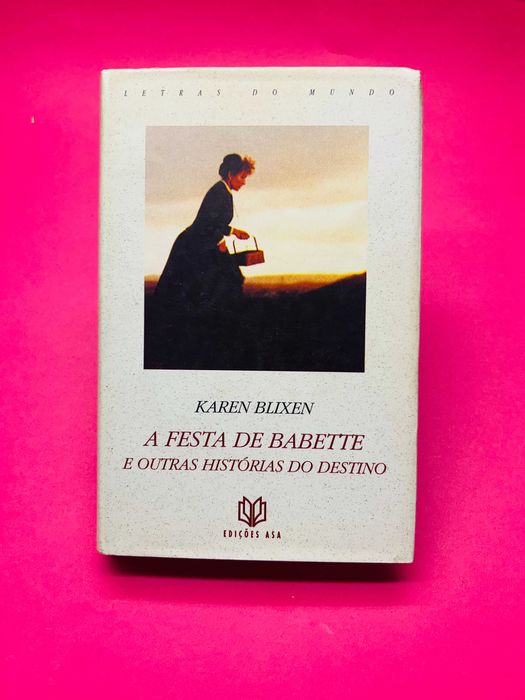 LETRAS DO MUNDO
KAREN BLIXEN
A FESTA DE BABETTE
E OUTRAS HISTÓRIAS DO DESTINO
EDIÇÕES ASA